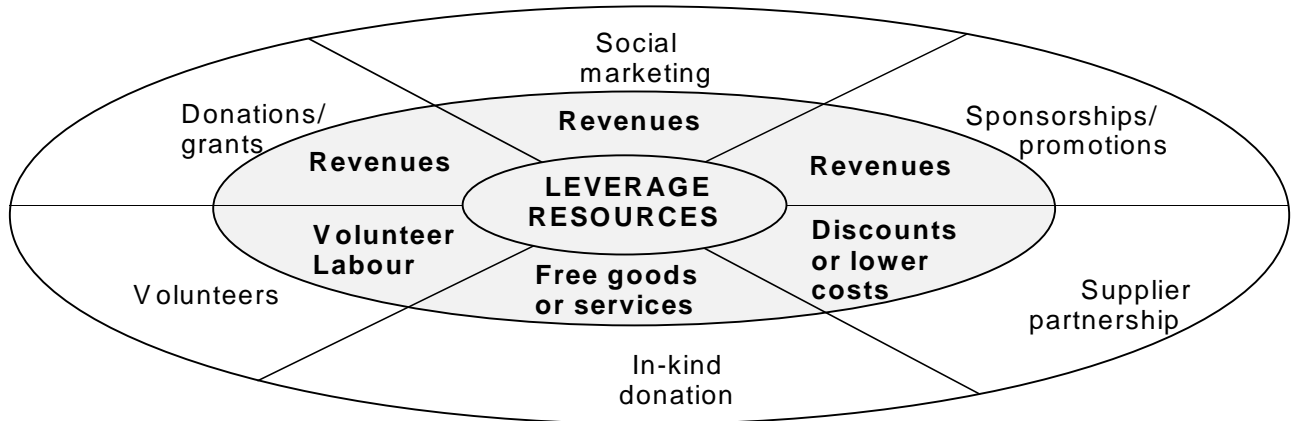 Social
marketing
Donations/
grants
Revenues
Sponsorships/
promotions
Revenues
Revenues
LEVERAGE
RESOURCES
Volunteer
Labour
Discounts
or lower
costs
Free goods
or services
Volunteers
Supplier
partnership
In-kind
donation